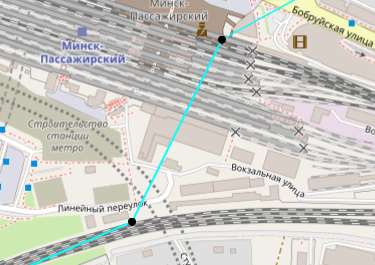 Минск-
Пассажирский
Бобруйская улица
Минск-
Пассажирский
Строительство
станции
метро
Вокзальная улица
Линейный переулок